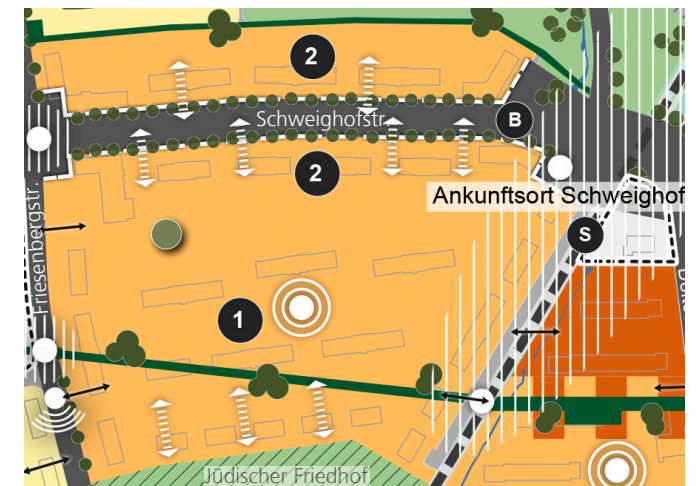 2
Schweighofstr.
B
2
Ankunftsort Schweighof
Friesenbergstr.
S
1
Jüdischer Friedhof